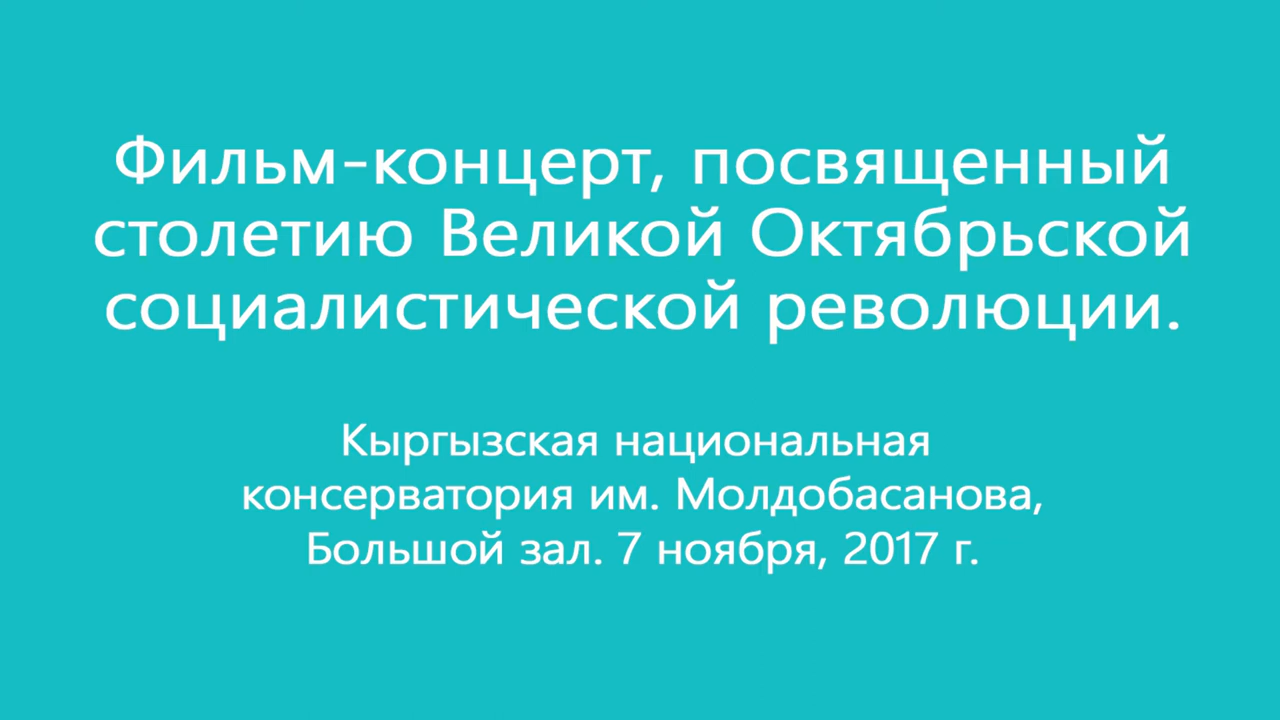 Фильм-концерт, посвященный
столетию Великой Октябрьской
социалистической революции.
Кыргызская национальная
консерватория им. Молдобасанова,
Большой зал. 7 ноября, 2017 г.